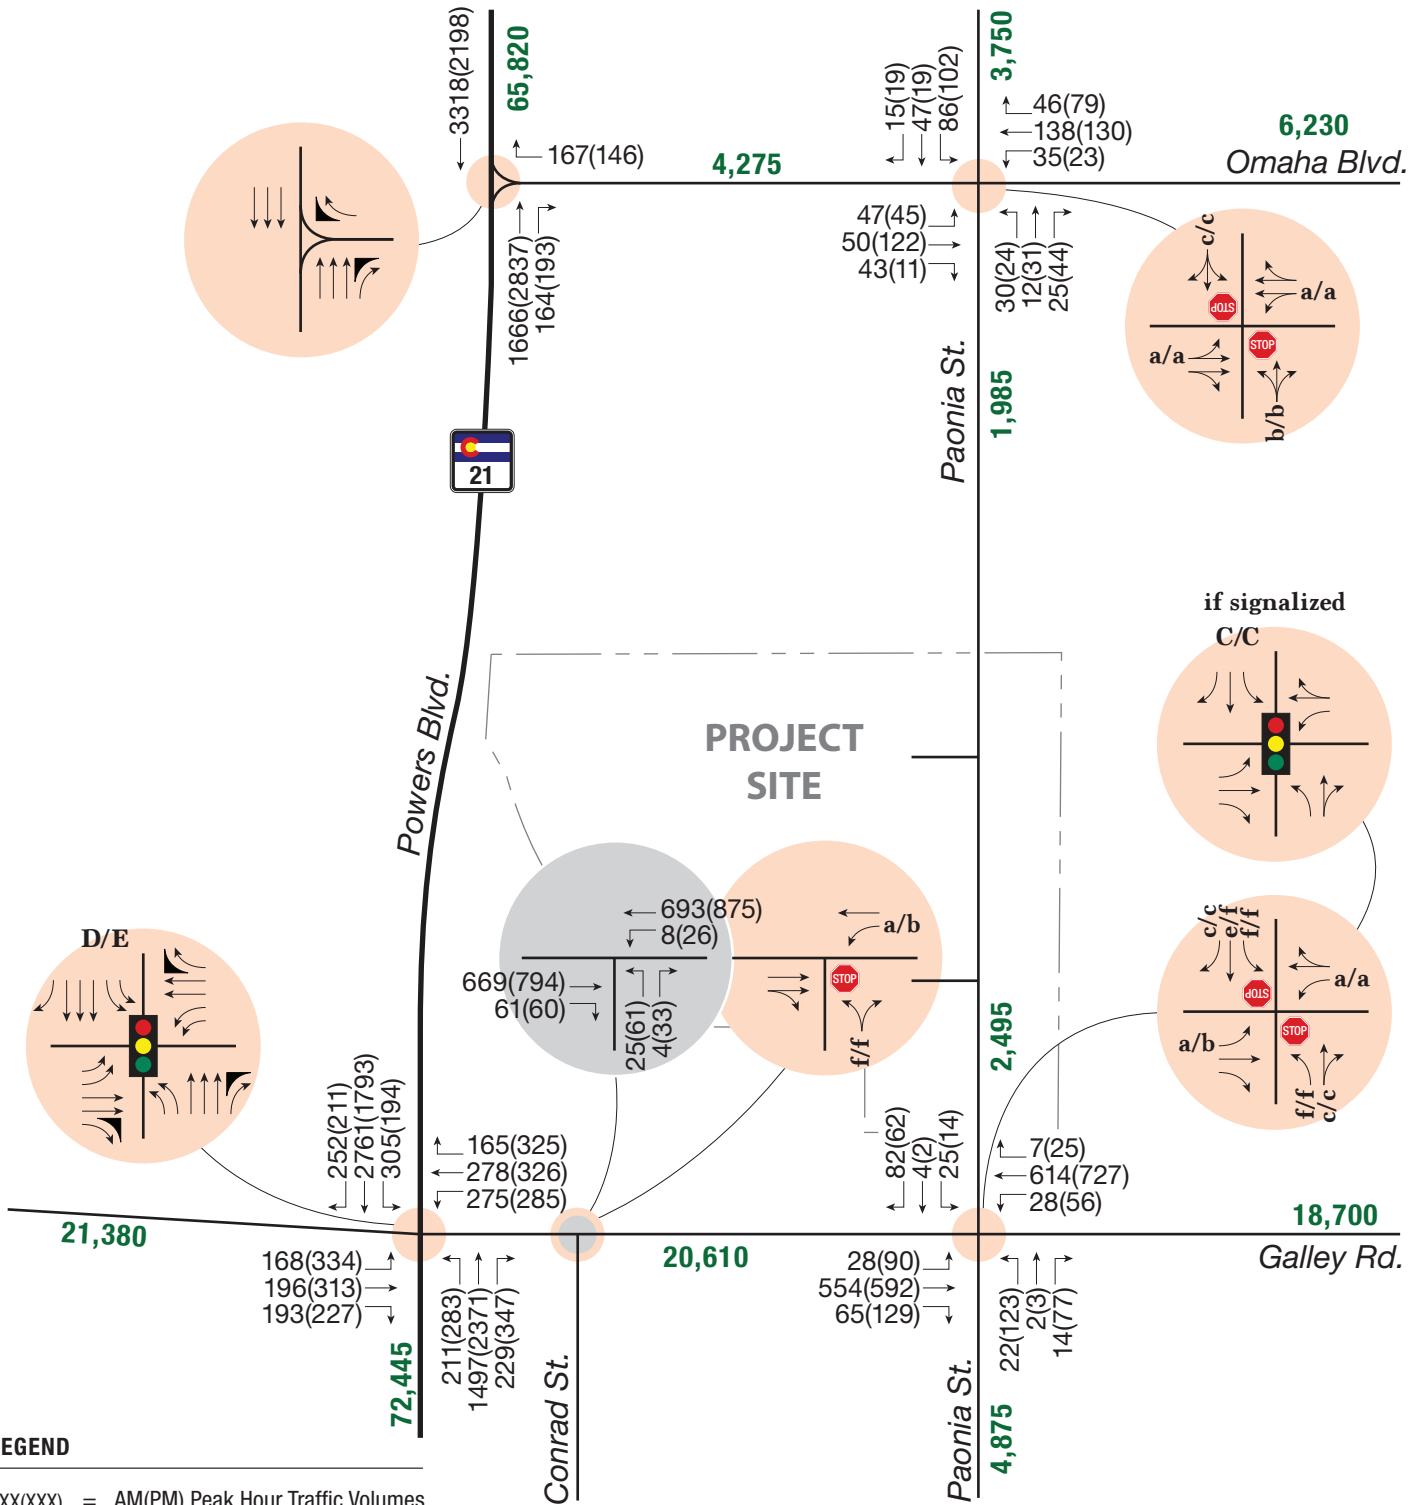 3318(2198)
65,820
167(146)
4,275
1666(2837)
164(193)
15(19)
47(19)
86(102)
3,750
46(79)
138(130)
35(23)
6,230
Omaha Blvd.
47(45)
50(122)
43(11)
30(24)
12(31)
25(44)
c/c
a/a
STOP
STOP
a/a
b/b
Paonia St.
1,985
21
if signalized
C/C
Powers Blvd.
PROJECT
SITE
693(875)
8(26)
669(794)
61(60)
25(61)
4(33)
a/b
STOP
f/f
2,495
c/c
e/f
f/f
a/a
STOP
STOP
a/b
f/f
c/c
D/E
252(211)
2761(1793)
305(194)
165(325)
278(326)
275(285)
82(62)
4(2)
25(14)
7(25)
614(727)
28(56)
21,380
20,610
18,700
Galley Rd.
168(334)
196(313)
193(227)
211(283)
1497(2371)
229(347)
28(90)
554(592)
65(129)
22(123)
2(3)
14(77)
72,445
Conrad St.
Paonia St.
4,875
EGEND
XX(XXX) = AM(PM) Peak Hour Traffic Volumes